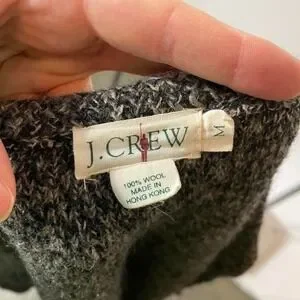 J.CREW
M
100% WOOL
MADE IN
HONG KONG